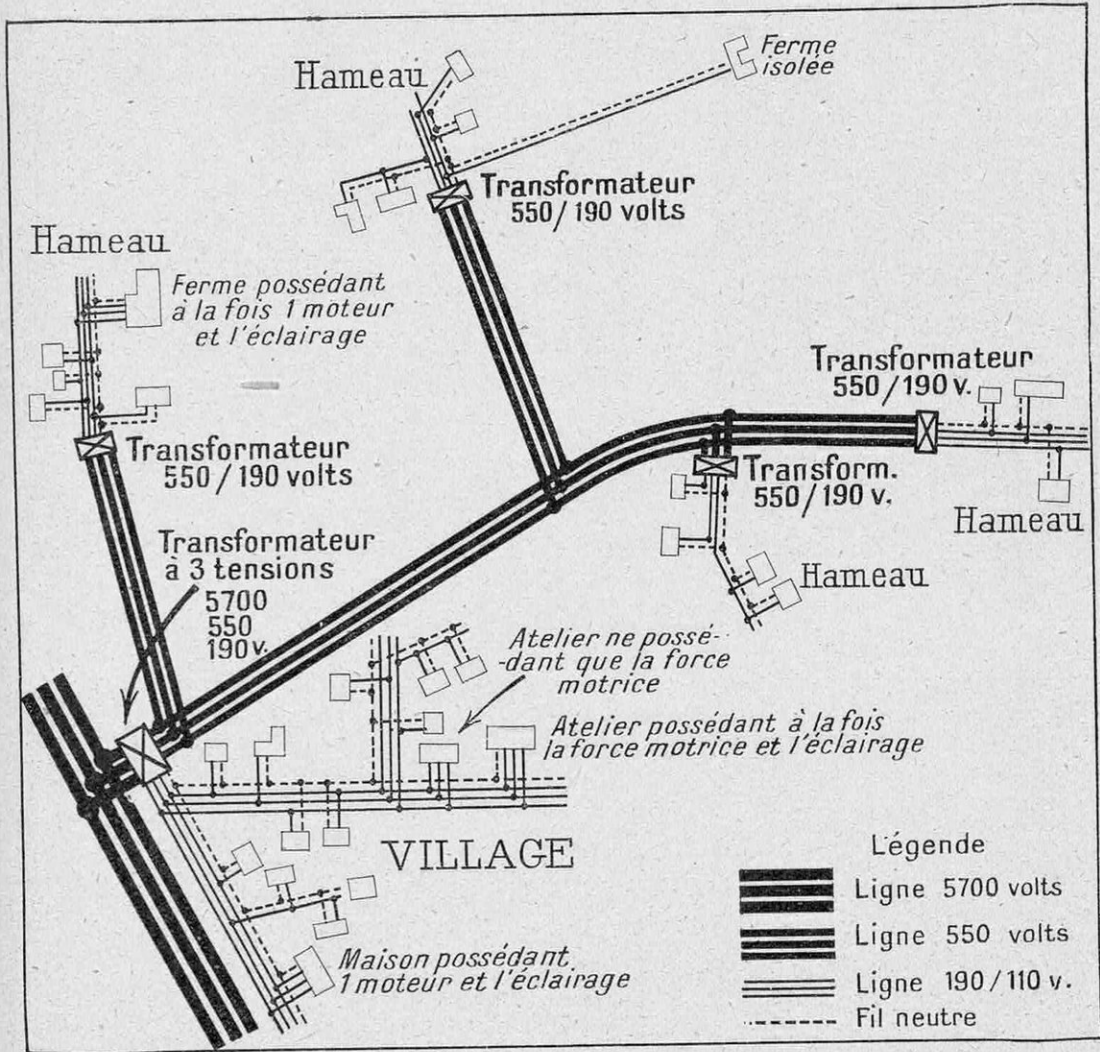 Hameau
Ferme
isolée
Transformateur
550/190 volts
Hameau
Ferme possédant
à la fois 1 moteur
et l'éclairage
Transformateur
550/190 v.
Transformateur
550/190 volts
Transform.
550/190 v.
Hameau
Transformateur
à 3 tensions
5700
550
190 v.
Hameau
Atelier ne possé-
-dant que la force
motrice
Atelier possédant à la fois
la force motrice et l'éclairage
VILLAGE
Maison possédant
1 moteur et l'éclairage
Légende
Ligne 5700 volts
Ligne 550 volts
Ligne 190/110 v.
Fil neutre